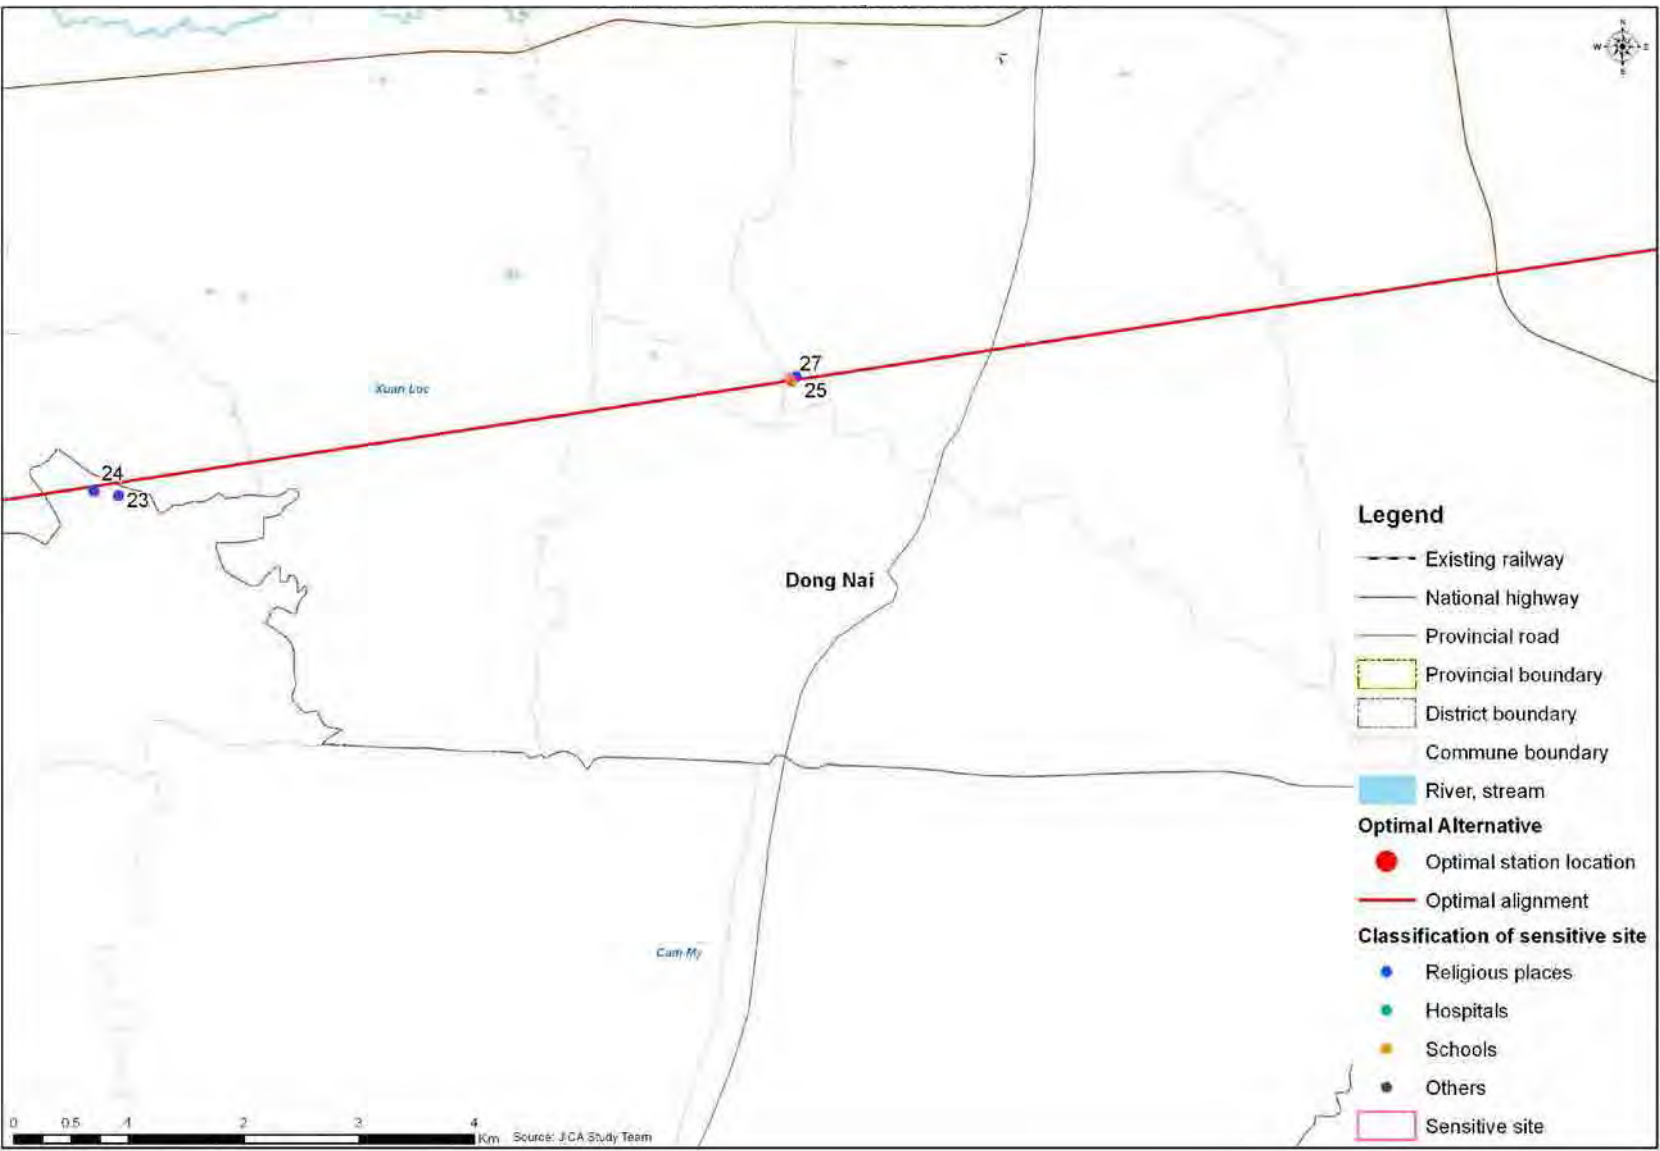 N
W E
S
27
Xuan Loc
25
24
23
Dong Nai
Cam My
Legend
Existing railway
National highway
Provincial road
Provincial boundary
District boundary
Commune boundary
River, stream
Optimal Alternative
Optimal station location
Optimal alignment
Classification of sensitive site
Religious places
Hospitals
Schools
Others
Sensitive site
0 0.5 1 2 3 4
Km Source: JICA Study Team